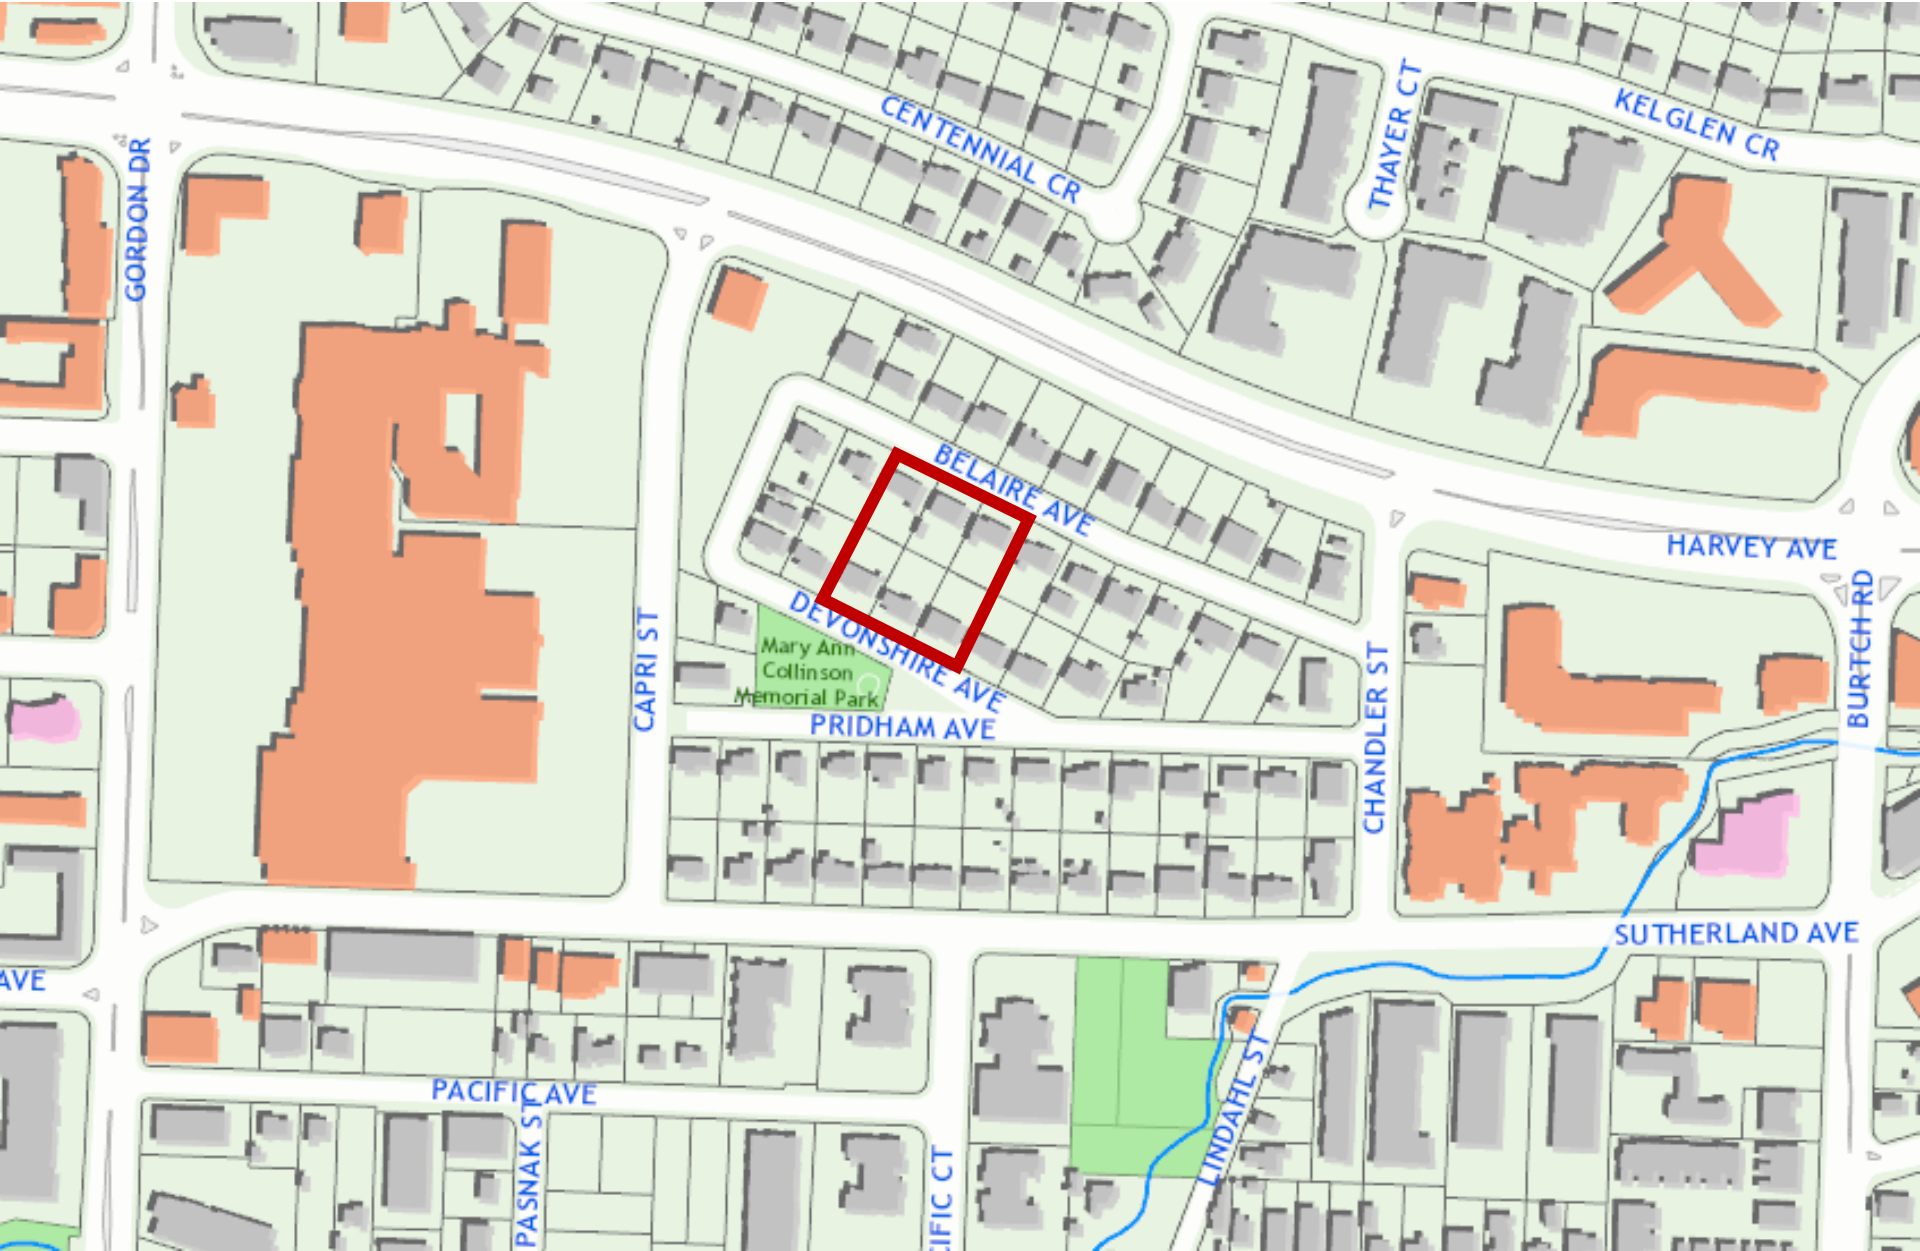 CENTENNIAL CR
THAYER CT
KELGLEN CR
GORDON DR
BELAIRE AVE
HARVEY AVE
DEVONSHIRE AVE
Mary Ann
Collinson
Memorial Park
CAPRI ST
PRIDHAM AVE
CHANDLER ST
BURTCH RD
SUTHERLAND AVE
AVE
PACIFIC AVE
PASNAK ST
IFIC CT
LINDAHL ST